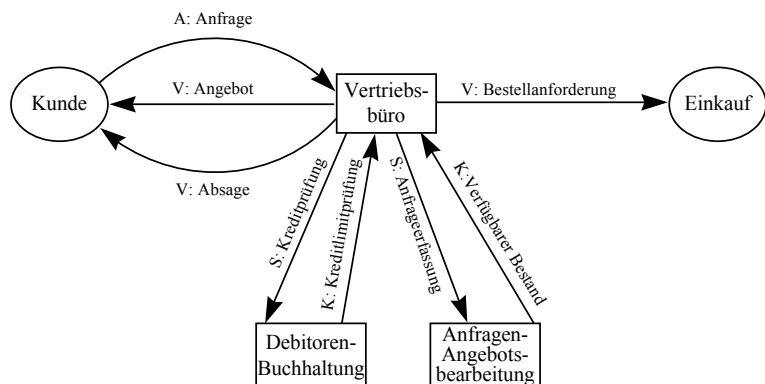 A: Anfrage
Kunde
V: Angebot
Vertriebs-
büro
V: Bestellanforderung
Einkauf
V: Absage
S: Kreditprüfung
K: Kreditlimitprüfung
S: Anfrageerfassung
K:Verfügbarer Bestand
Debitoren-
Buchhaltung
Anfragen-
Angebots-
bearbeitung